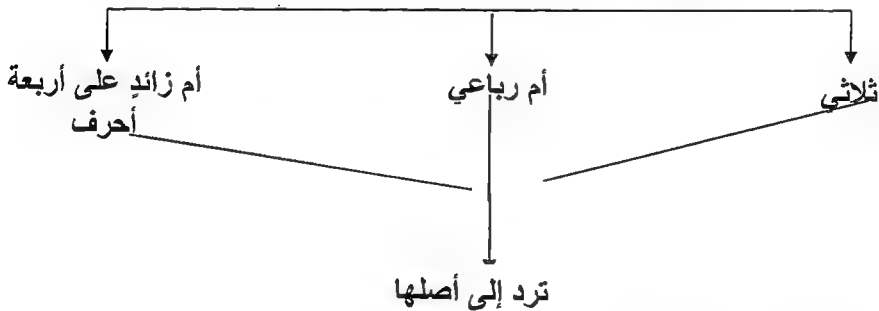 ثلاثي
أم رباعي
أم زائدٍ على أربعة
أحرف
ترد إلى أصلها